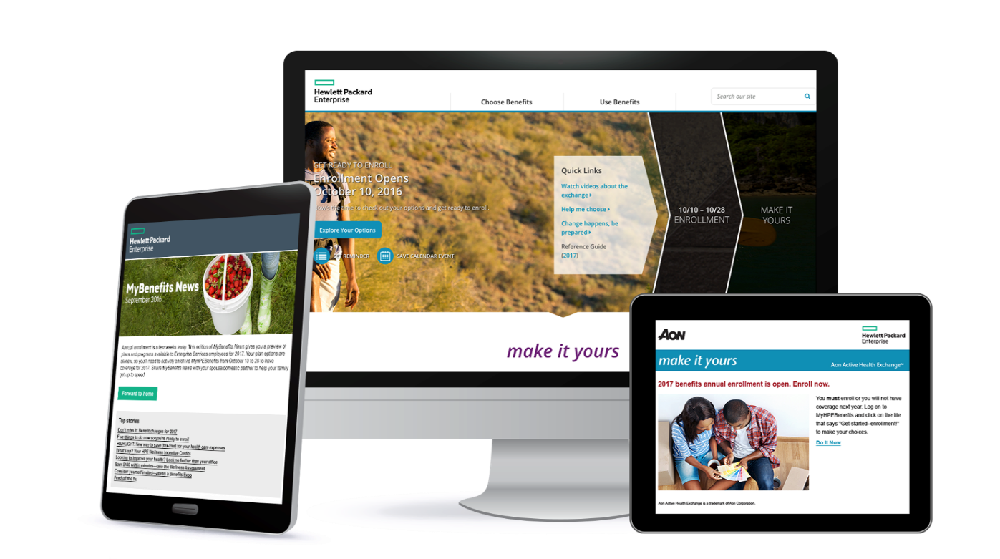 Hewlett Packard
Enterprise
Choose Benefits
Use Benefits
Search our site
GET READY TO ENROLL
Enrollment Opens
October 10, 2016
Now's the time to check out your options and get ready to enroll.
Explore Your Options
SET REMINDER
SAVE CALENDAR EVENT
Quick Links
Watch videos about the
exchange
Help me choose
Change happens, be
prepared
Reference Guide
(2017)
10/10 – 10/28
ENROLLMENT
MAKE IT
YOURS
make it yours
Hewlett Packard
Enterprise
MyBenefits News
September 2016
Annual enrollment is a few weeks away. This edition of MyBenefits News gives you a preview of
plans and programs available to Enterprise Services employees for 2017. Your plan options are
all-new, so you'll need to actively enroll via MyHPEBenefits from October 10 to 28 to have
coverage for 2017. Share MyBenefits News with your spouse/domestic partner to help your family
get up to speed.
Forward to home
Top stories
Don't miss it: Benefit changes for 2017
Five things to do now so you're ready to enroll
HIGHLIGHT: New way to save (tax-free) for your health care expenses
What's up? Your HPE Wellness Incentive Credits
Looking to improve your health? Look no further than your office
Earn $150 within minutes—take the Wellness Assessment
Consider yourself invited—attend a Benefits Expo
Fend off the flu
AON
Hewlett Packard
Enterprise
make it yours
Aon Active Health Exchange™
2017 benefits annual enrollment is open. Enroll now.
You must enroll or you will not have
coverage next year. Log on to
MyHPEBenefits and click on the tile
that says "Get started–enrollment!"
to make your choices.
Do It Now
Aon Active Health Exchange is a trademark of Aon Corporation.